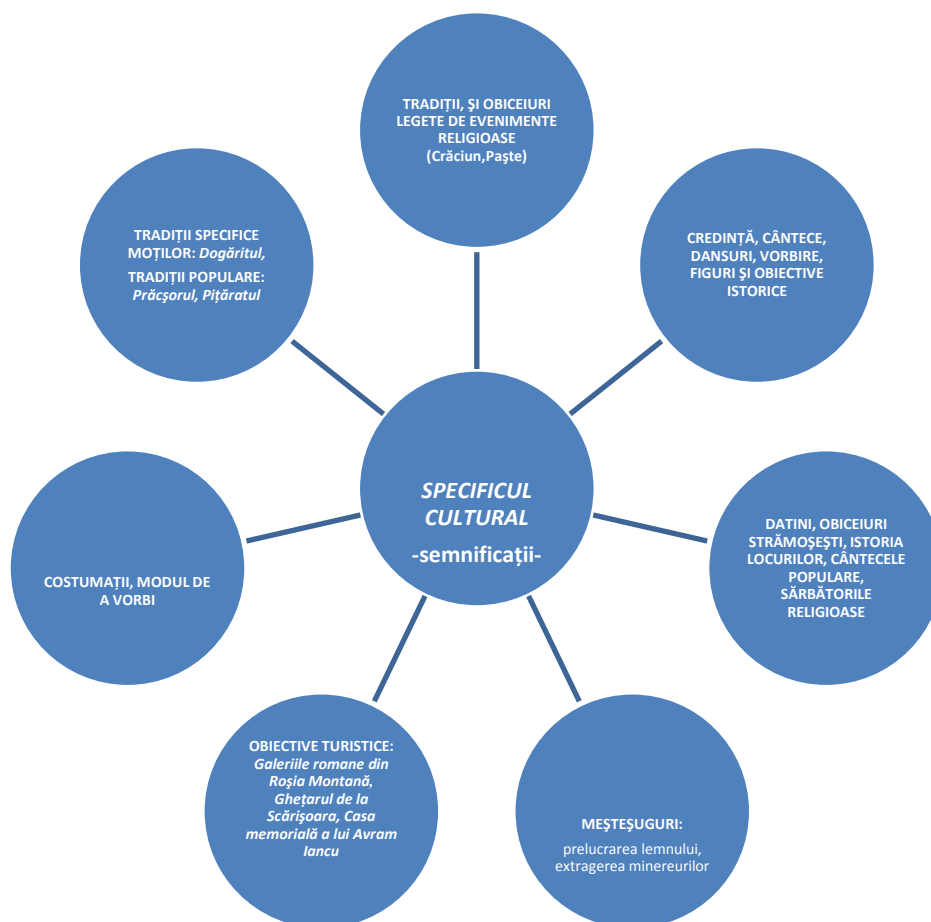 TRADIȚII, ŞI OBICEIURI
LEGETE DE EVENIMENTE
RELIGIOASE
(Crăciun,Paşte)
CREDINȚĂ, CÂNTECE,
DANSURI, VORBIRE,
FIGURI ŞI OBIECTIVE
ISTORICE
DATINI, OBICEIURI
STRĂMOŞEŞTI, ISTORIA
LOCURILOR, CÂNTECELE
POPULARE,
SĂRBĂTORILE
RELIGIOASE
MEŞTEŞUGURI:
prelucrarea lemnului,
extragerea minereurilor
OBIECTIVE TURISTICE:
Galeriile romane din
Roşia Montană,
Ghețarul de la
Scărişoara, Casa
memorială a lui Avram
Iancu
COSTUMAȚII, MODUL DE
A VORBI
TRADIȚII SPECIFICE
MOȚILOR: Dogăritul,
TRADIȚII POPULARE:
Prăcşorul, Pițăratul
SPECIFICUL
CULTURAL
-semnificații-